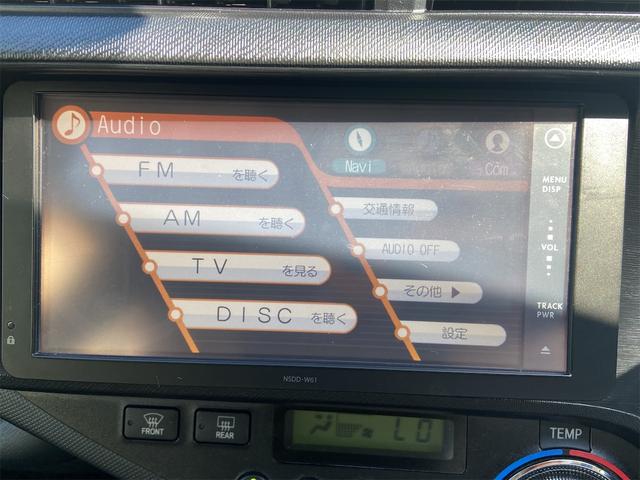 Audio
Navi
Com
FM を聴く
AM を聴く
TV を見る
DISC を聴く
交通情報
AUDIO OFF
その他 ▶
設定
MENU
DISP
VOL
TRACK
PWR
NSDD-W61
FRONT
REAR
LO
TEMP